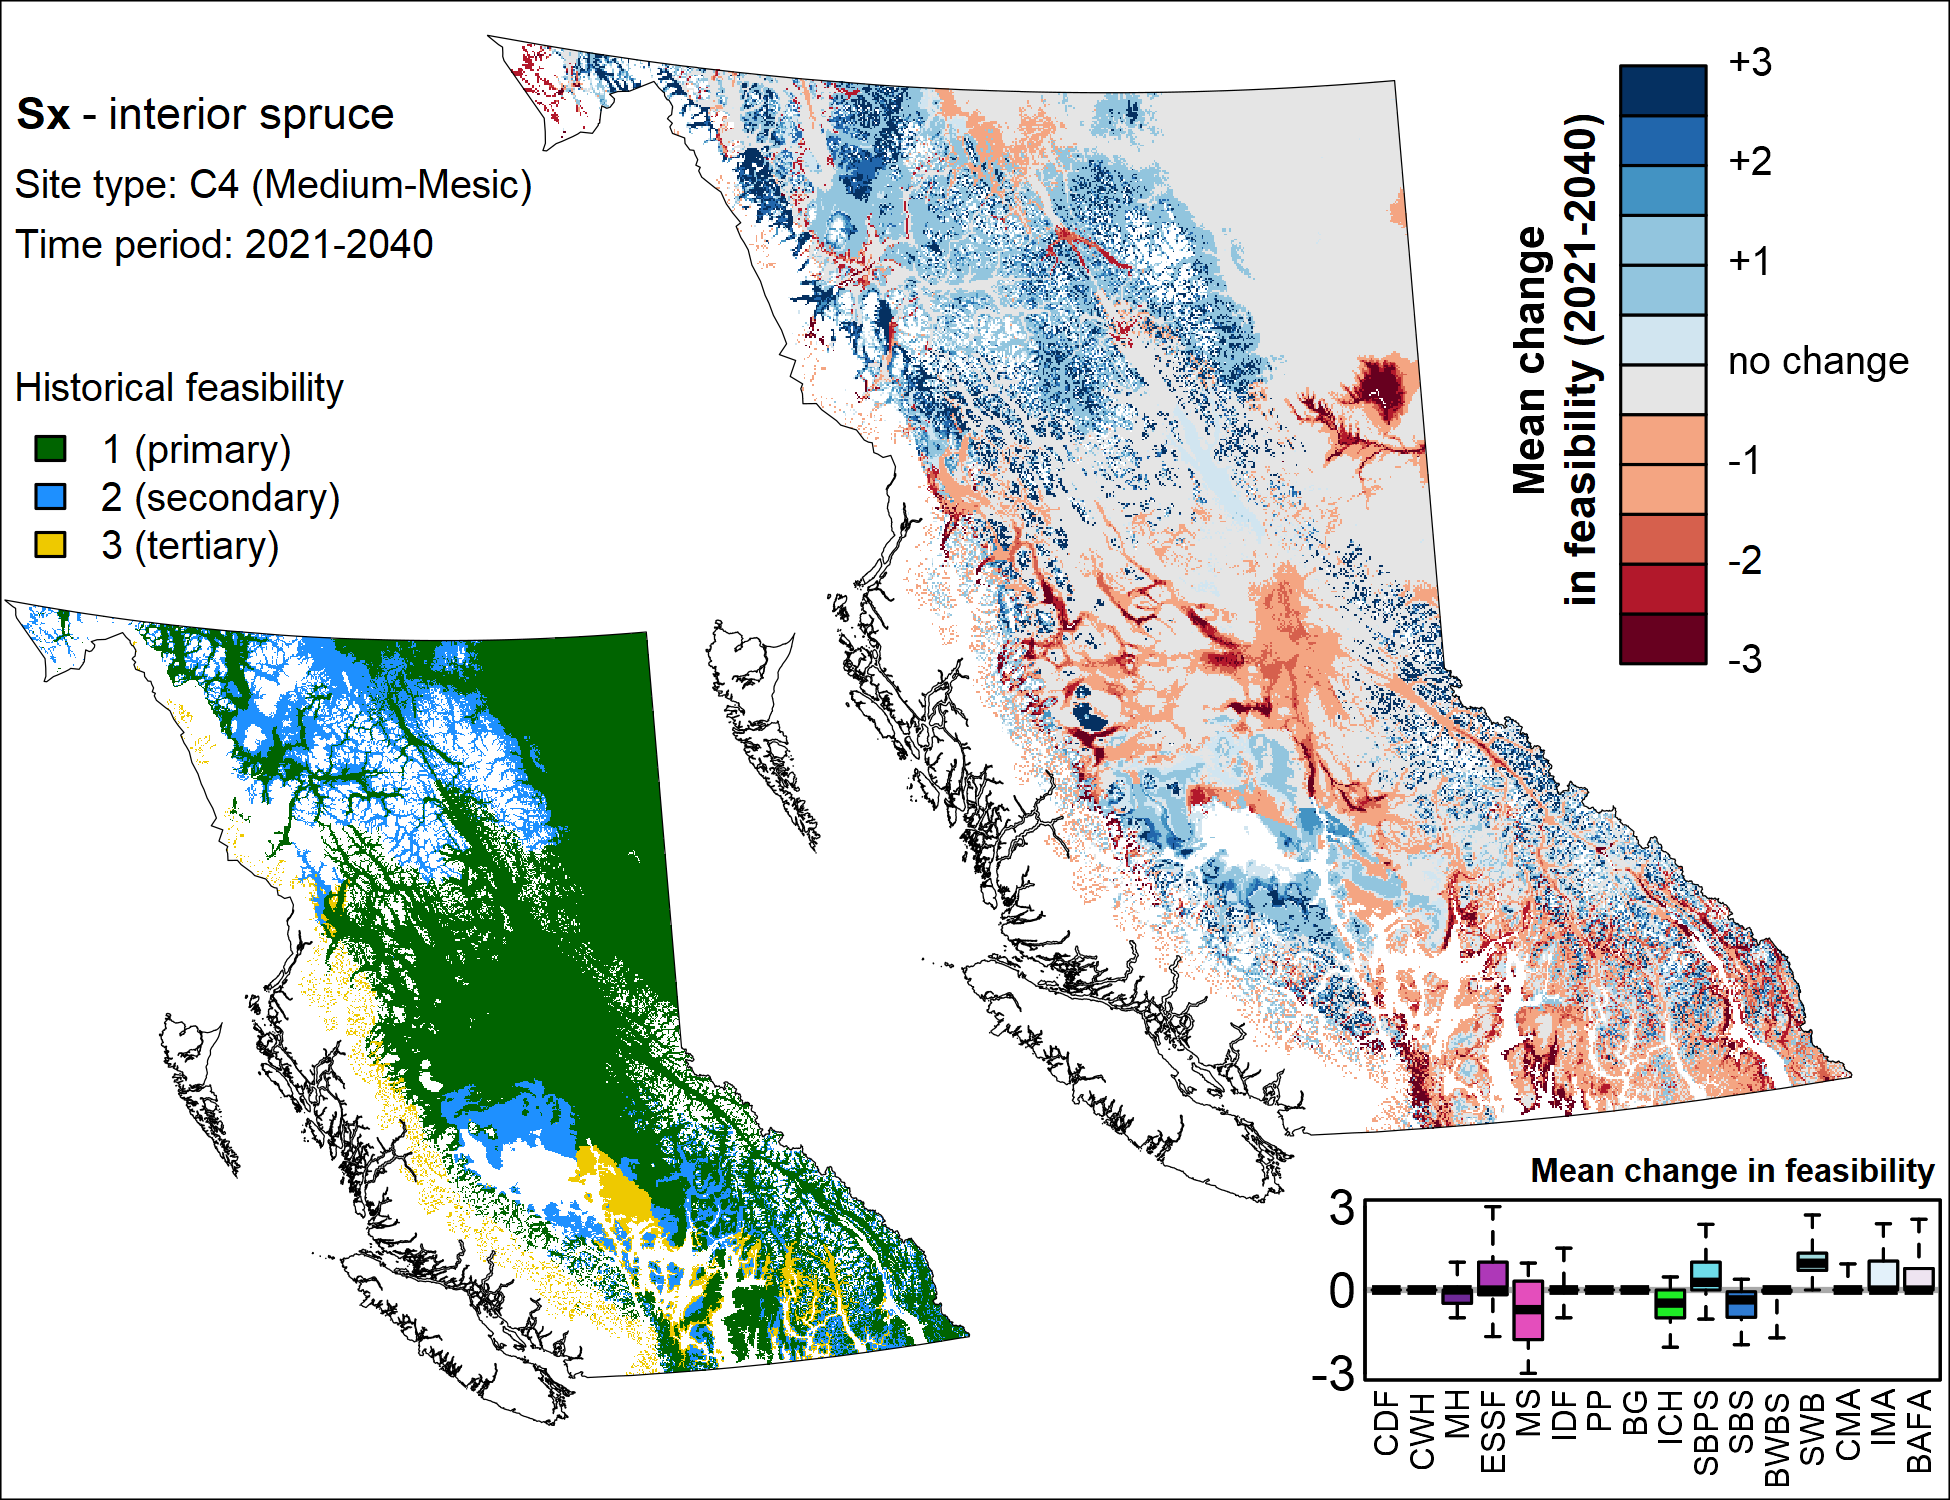 Sx - interior spruce
Site type: C4 (Medium-Mesic)
Time period: 2021-2040
Historical feasibility
1 (primary)
2 (secondary)
3 (tertiary)
Mean change
in feasibility (2021-2040)
+3
+2
+1
no change
-1
-2
-3
Mean change in feasibility
3
0
-3
CDF
CWH
MH
ESSF
MS
IDF
PP
BG
ICH
SBPS
SBS
BWBS
SWB
CMA
IMA
BAFA